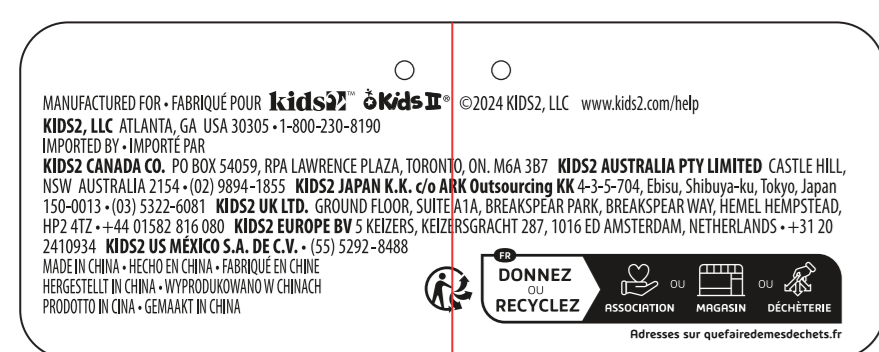 MANUFACTURED FOR • FABRIQUÉ POUR kids2™ Kids II® ©2024 KIDS2, LLC www.kids2.com/help
KIDS2, LLC ATLANTA, GA USA 30305 • 1-800-230-8190
IMPORTED BY • IMPORTÉ PAR
KIDS2 CANADA CO. PO BOX 54059, RPA LAWRENCE PLAZA, TORONTO, ON. M6A 3B7 KIDS2 AUSTRALIA PTY LIMITED CASTLE HILL,
NSW AUSTRALIA 2154 • (02) 9894-1855 KIDS2 JAPAN K.K. c/o ARK Outsourcing KK 4-3-5-704, Ebisu, Shibuya-ku, Tokyo, Japan
150-0013 • (03) 5322-6081 KIDS2 UK LTD. GROUND FLOOR, SUITE A1A, BREAKSPEAR PARK, BREAKSPEAR WAY, HEMEL HEMPSTEAD,
HP2 4TZ • +44 01582 816 080 KIDS2 EUROPE BV 5 KEIZERS, KEIZERSGRACHT 287, 1016 ED AMSTERDAM, NETHERLANDS • +31 20
2410934 KIDS2 US MÉXICO S.A. DE C.V. • (55) 5292-8488
MADE IN CHINA • HECHO EN CHINA • FABRIQUÉ EN CHINE
HERGESTELLT IN CHINA • WYPRODUKOWANO W CHINACH
PRODOTTO IN CINA • GEMAAKT IN CHINA
FR
DONNEZ
OU
RECYCLEZ
ASSOCIATION OU MAGASIN OU DÉCHÈTERIE
Adresses sur quefairedemesdechets.fr